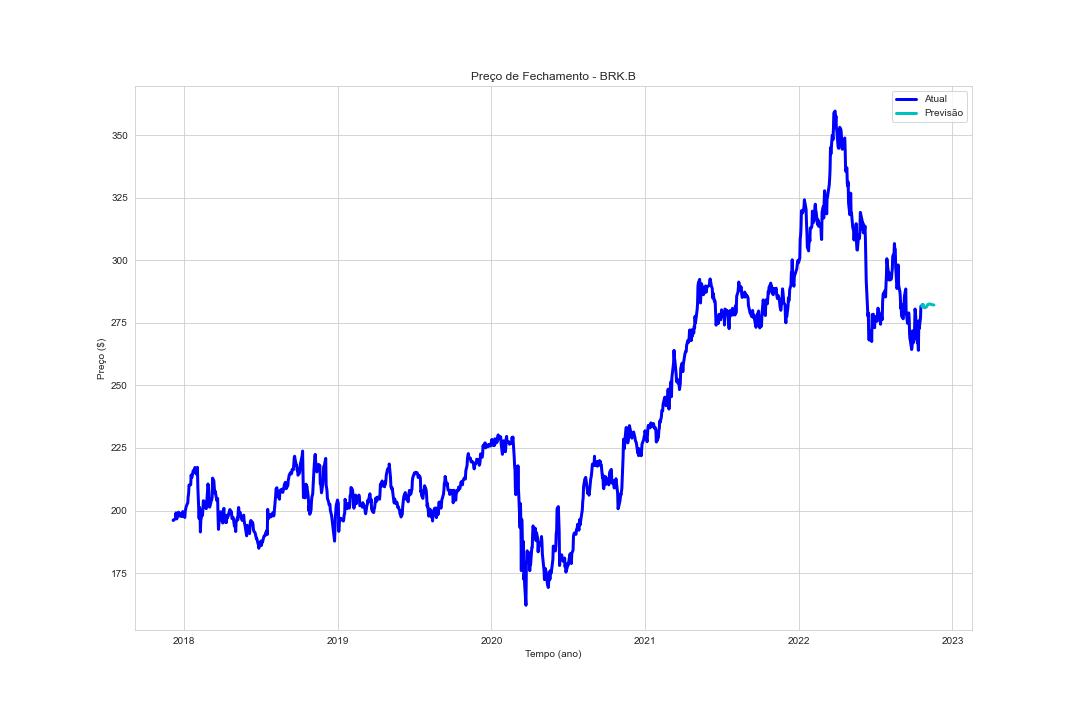 Preço de Fechamento - BRK.B
Atual
Previsão
Preço ($)
350
325
300
275
250
225
200
175
2018 2019 2020 2021 2022 2023
Tempo (ano)